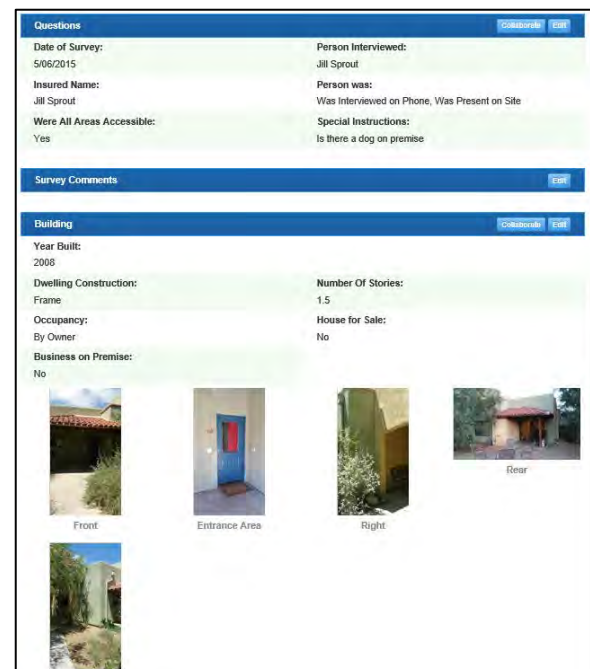 Questions Collaborate Edit
Date of Survey: Person Interviewed:
5/06/2015 Jill Sprout
Insured Name: Person was:
Jill Sprout Was Interviewed on Phone, Was Present on Site
Were All Areas Accessible: Special Instructions:
Yes Is there a dog on premise
Survey Comments Edit
Building Collaborate Edit
Year Built:
2008
Dwelling Construction: Number Of Stories:
Frame 1.5
Occupancy: House for Sale:
By Owner No
Business on Premise:
No
Rear
Front Entrance Area Right